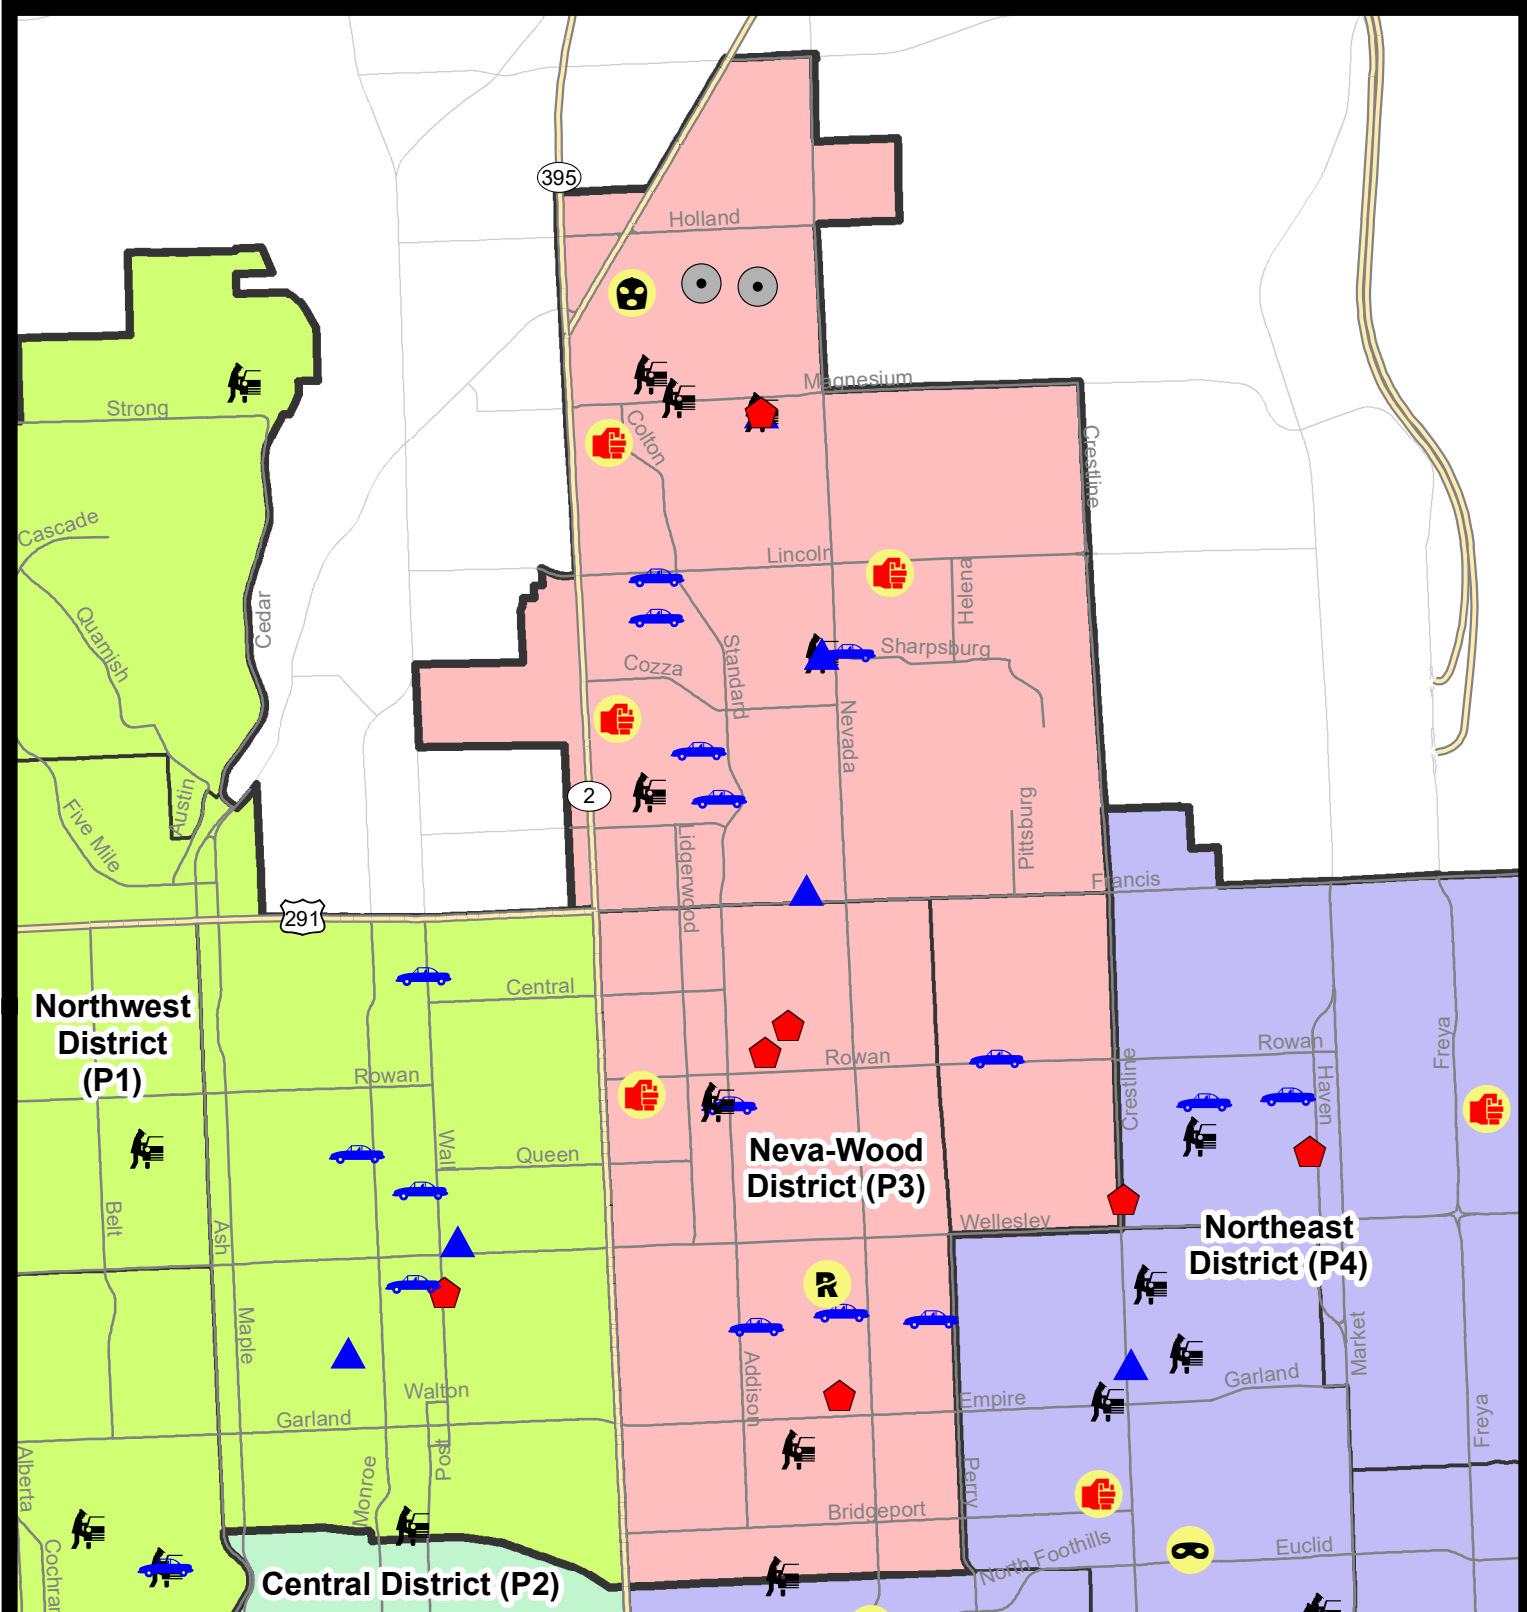 395
Holland
Magnesium
Strong
Colton
Crestline
Cascade
Lincoln
Helena
Cedar
Quamish
Sharpsburg
Cozza
Standard
Nevada
2
Austin
Five Mile
Pittsburg
Lidgerwood
Francis
291
Central
Northwest
District
(P1)
Rowan
Rowan
Rowan
Freya
Crestline
Haven
Wall
Queen
Neva-Wood
District (P3)
Belt
Ash
Wellesley
Northeast
District (P4)
R
Maple
Market
Addison
Walton
Garland
Garland
Empire
Freya
Alberta
Post
Monroe
Perry
Bridgeport
North Foothills
Euclid
Cochran
Central District (P2)